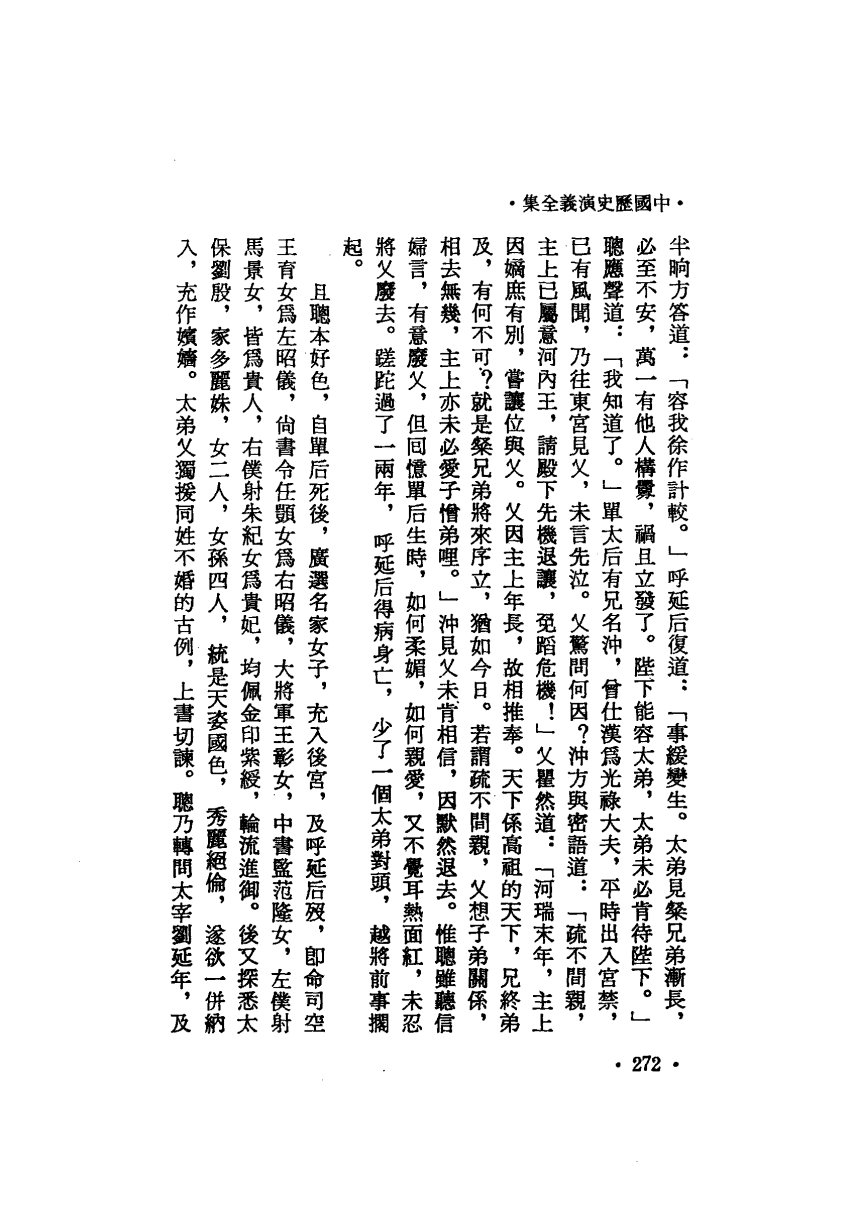 ·中國歷史演義全集·
半晌方答道：「容我徐作計較。」呼延后復道：「事緩變生。太弟見粲兄弟漸長，
必至不安，萬一有他人構釁，禍且立發了。陛下能容太弟，太弟未必肯待陛下。」
聰應聲道：「我知道了。」單太后有兄名沖，曾仕漢爲光祿大夫，平時出入宮禁，
已有風聞，乃往東宮見乂，未言先泣。乂驚問何因？沖方與密語道：「疏不間親，
主上已屬意河內王，請殿下先機退讓，免蹈危機！」乂瞿然道：「河瑞末年，主上
因嫡庶有別，嘗讓位與乂。乂因主上年長，故相推奉。天下係高祖的天下，兄終弟
及，有何不可？就是粲兄弟將來序立，猶如今日。若謂疏不間親，乂想子弟關係，
相去無幾，主上亦未必愛子憎弟哩。」沖見乂未肯相信，因默然退去。惟聰雖聽信
婦言，有意廢乂，但囘憶單后生時，如何柔媚，如何親愛，又不覺耳熱面紅，未忍
將乂廢去。蹉跎過了一兩年，呼延后得病身亡，少了一個太弟對頭，越將前事擱
起。
且聰本好色，自單后死後，廣選名家女子，充入後宮，及呼延后歿，卽命司空
王育女爲左昭儀，尙書令任顗女爲右昭儀，大將軍王彰女，中書監范隆女，左僕射
馬景女，皆爲貴人，右僕射朱紀女爲貴妃，均佩金印紫綬，輪流進御。後又探悉太
保劉殷，家多麗姝，女二人，女孫四人，統是天姿國色，秀麗絕倫，遂欲一併納
入，充作嬪嬙。太弟乂獨援同姓不婚的古例，上書切諫。聰乃轉問太宰劉延年，及
·272·